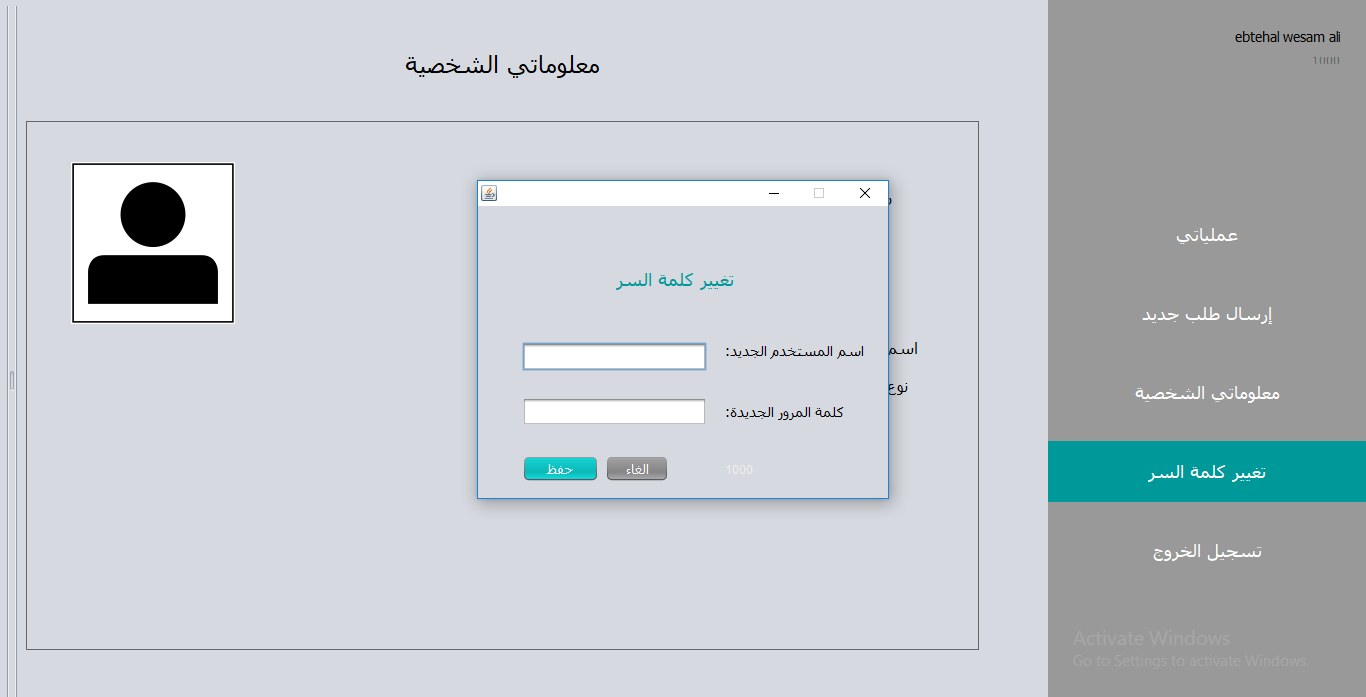 ebtehal wesam ali
1000
معلوماتي الشخصية
عملياتي
إرسال طلب جديد
معلوماتي الشخصية
تغيير كلمة السر
تسجيل الخروج
تغيير كلمة السر
اسم المستخدم الجديد:
كلمة المرور الجديدة:
حفظ الغاء 1000
اسم
نوع
Activate Windows
Go to Settings to activate Windows.